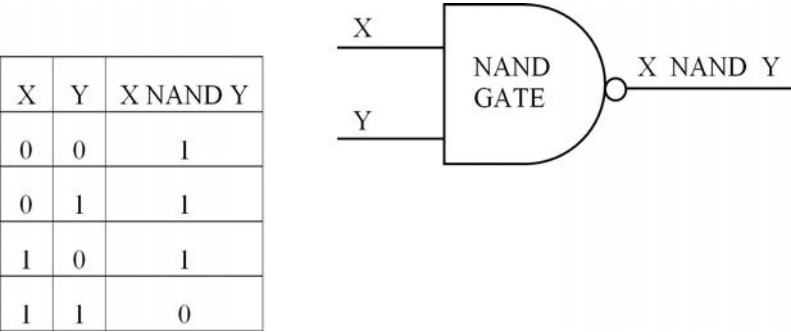 X Y X NAND Y
0 0 1
0 1 1
1 0 1
1 1 0
X
Y
NAND
GATE
X NAND Y